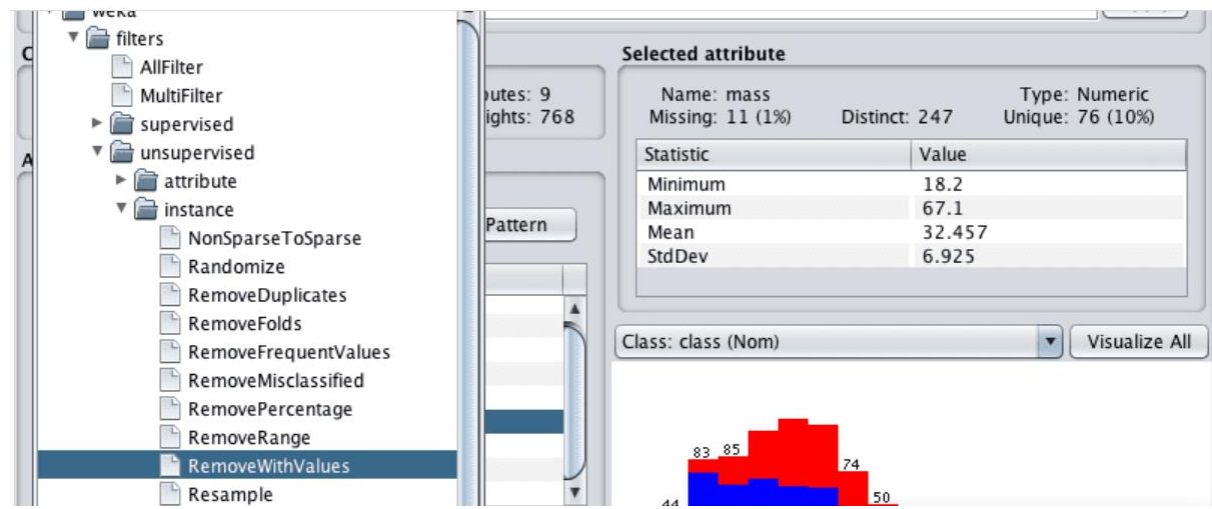 weka
filters
AllFilter
MultiFilter
supervised
unsupervised
attribute
instance
NonSparseToSparse
Randomize
RemoveDuplicates
RemoveFolds
RemoveFrequentValues
RemoveMisclassified
RemovePercentage
RemoveRange
RemoveWithValues
Resample
C
A
butes: 9
ights: 768
Pattern
Selected attribute
Name: mass Type: Numeric
Missing: 11 (1%) Distinct: 247 Unique: 76 (10%)
Statistic Value
Minimum 18.2
Maximum 67.1
Mean 32.457
StdDev 6.925
Class: class (Nom) Visualize All
83 85
74
44 50